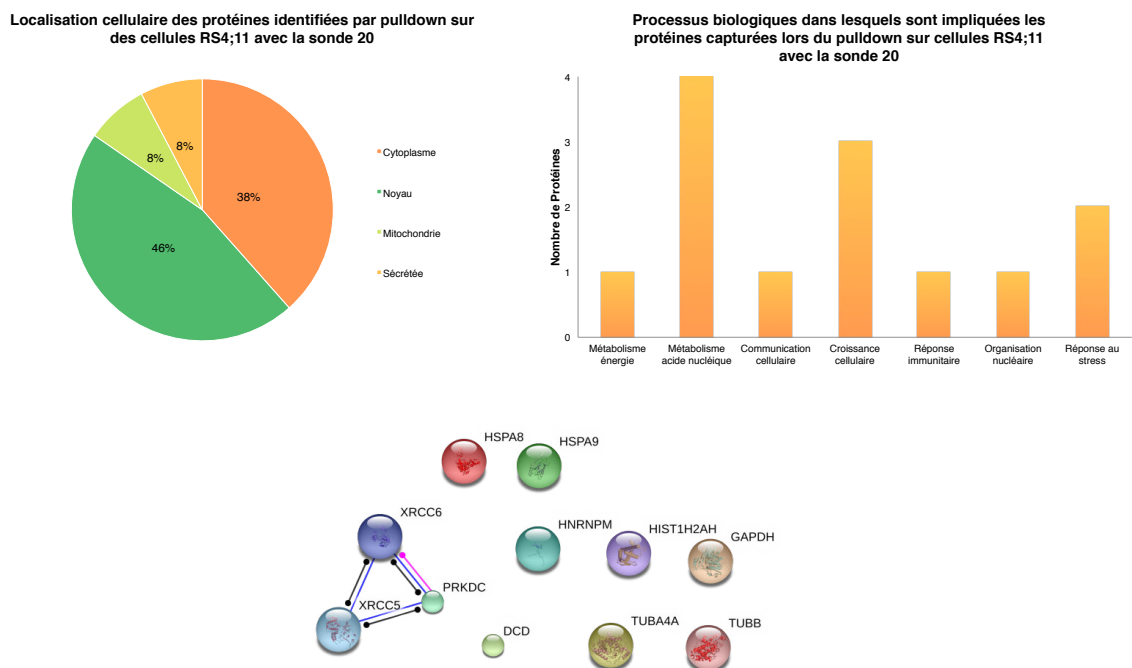 Localisation cellulaire des protéines identifiées par pulldown sur
des cellules RS4;11 avec la sonde 20
38%
46%
8%
8%
Cytoplasme
Noyau
Mitochondrie
Sécrétée
Processus biologiques dans lesquels sont impliquées les
protéines capturées lors du pulldown sur cellules RS4;11
avec la sonde 20
Nombre de Protéines
4
3
2
1
0
Métabolisme
énergie
Métabolisme
acide nucléique
Communication
cellulaire
Croissance
cellulaire
Réponse
immunitaire
Organisation
nucléaire
Réponse au
stress
HSPA8
HSPA9
XRCC6
HNRNPM
HIST1H2AH
GAPDH
PRKDC
XRCC5
DCD
TUBA4A
TUBB